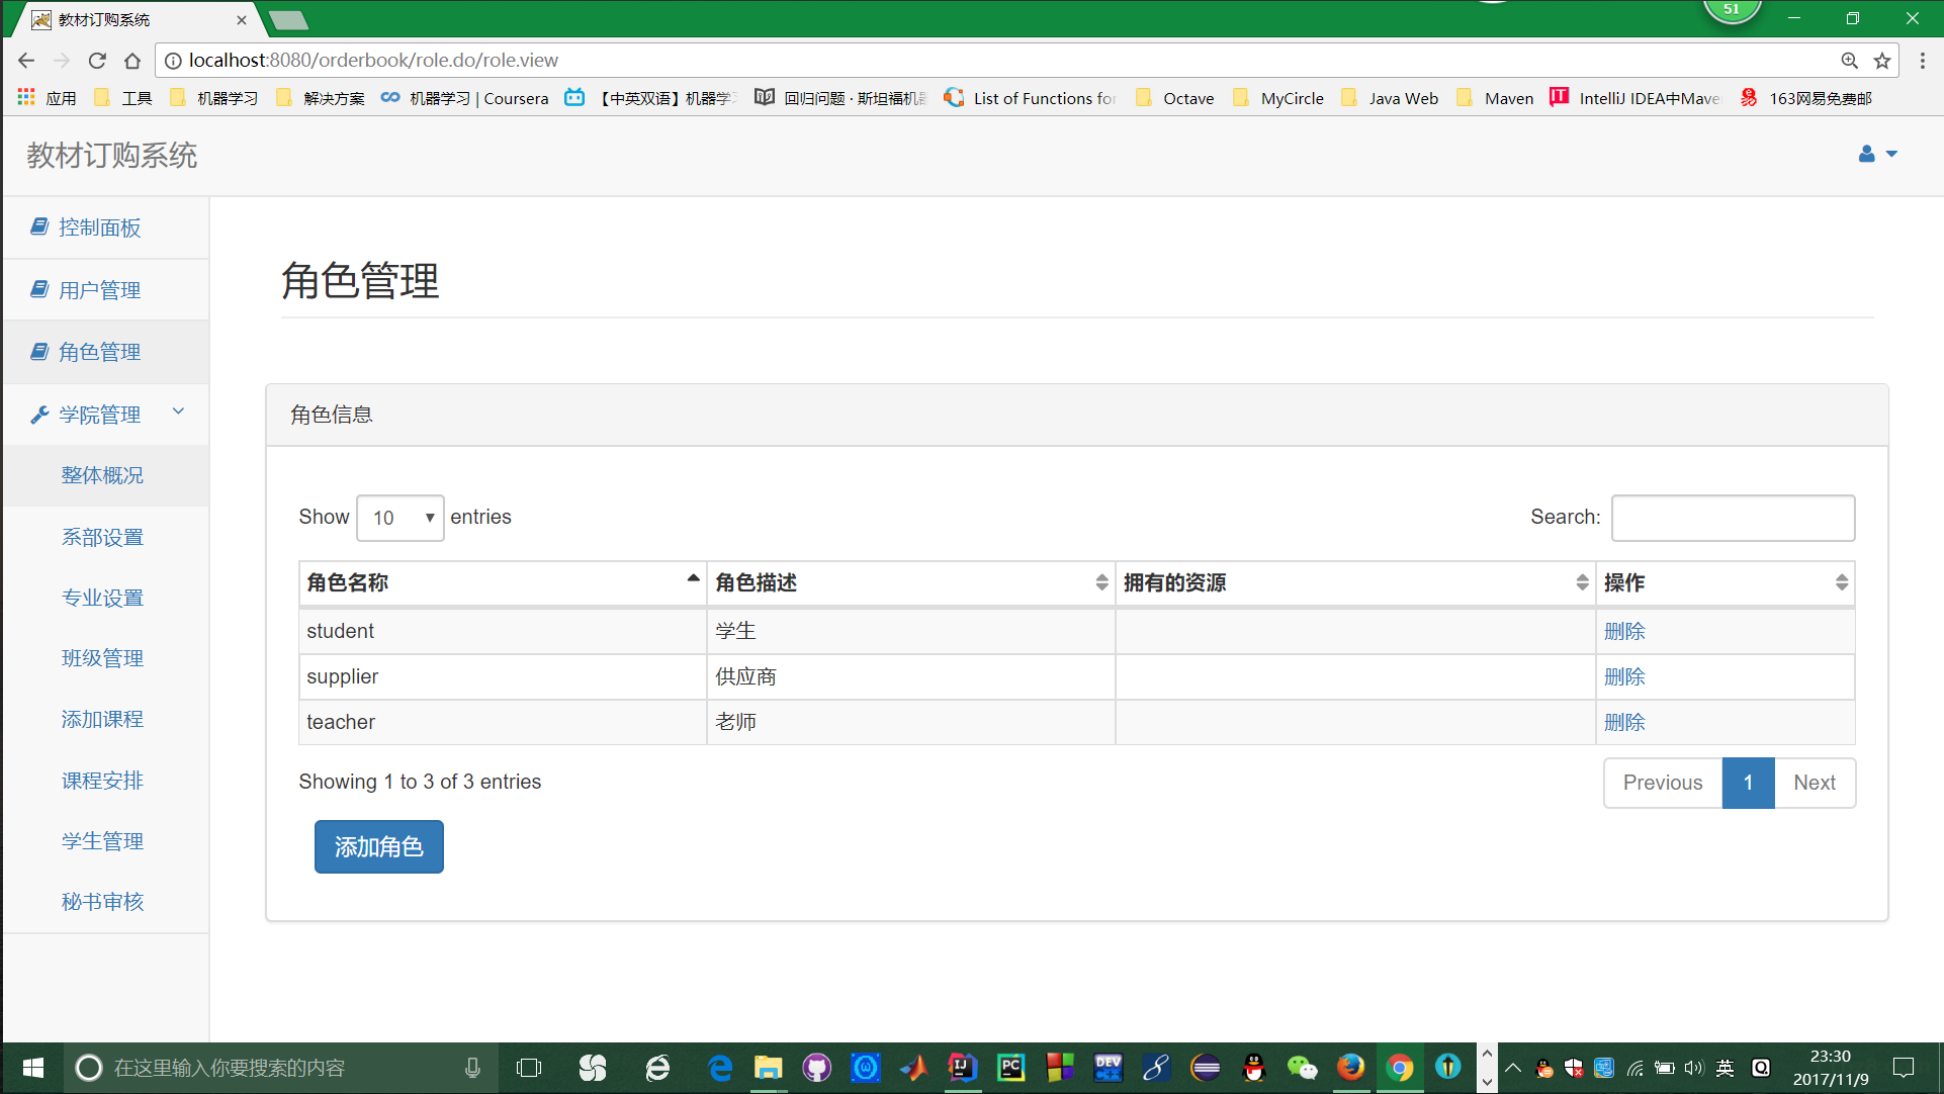 教材订购系统
51
localhost:8080/orderbook/role.do/role.view
应用 工具 机器学习 解决方案 机器学习 | Coursera 【中英双语】机器学 回归问题 · 斯坦福机 List of Functions for Octave MyCircle Java Web Maven IntelliJ IDEA中Mave 163网易免费邮
教材订购系统
控制面板
用户管理
角色管理
学院管理
整体概况
系部设置
专业设置
班级管理
添加课程
课程安排
学生管理
秘书审核
角色管理
角色信息
Show 10 entries Search:
角色名称 角色描述 拥有的资源 操作
student 学生 删除
supplier 供应商 删除
teacher 老师 删除
Showing 1 to 3 of 3 entries Previous 1 Next
添加角色
在这里输入你要搜索的内容
PC
DEV
C++
英
23:30
2017/11/9